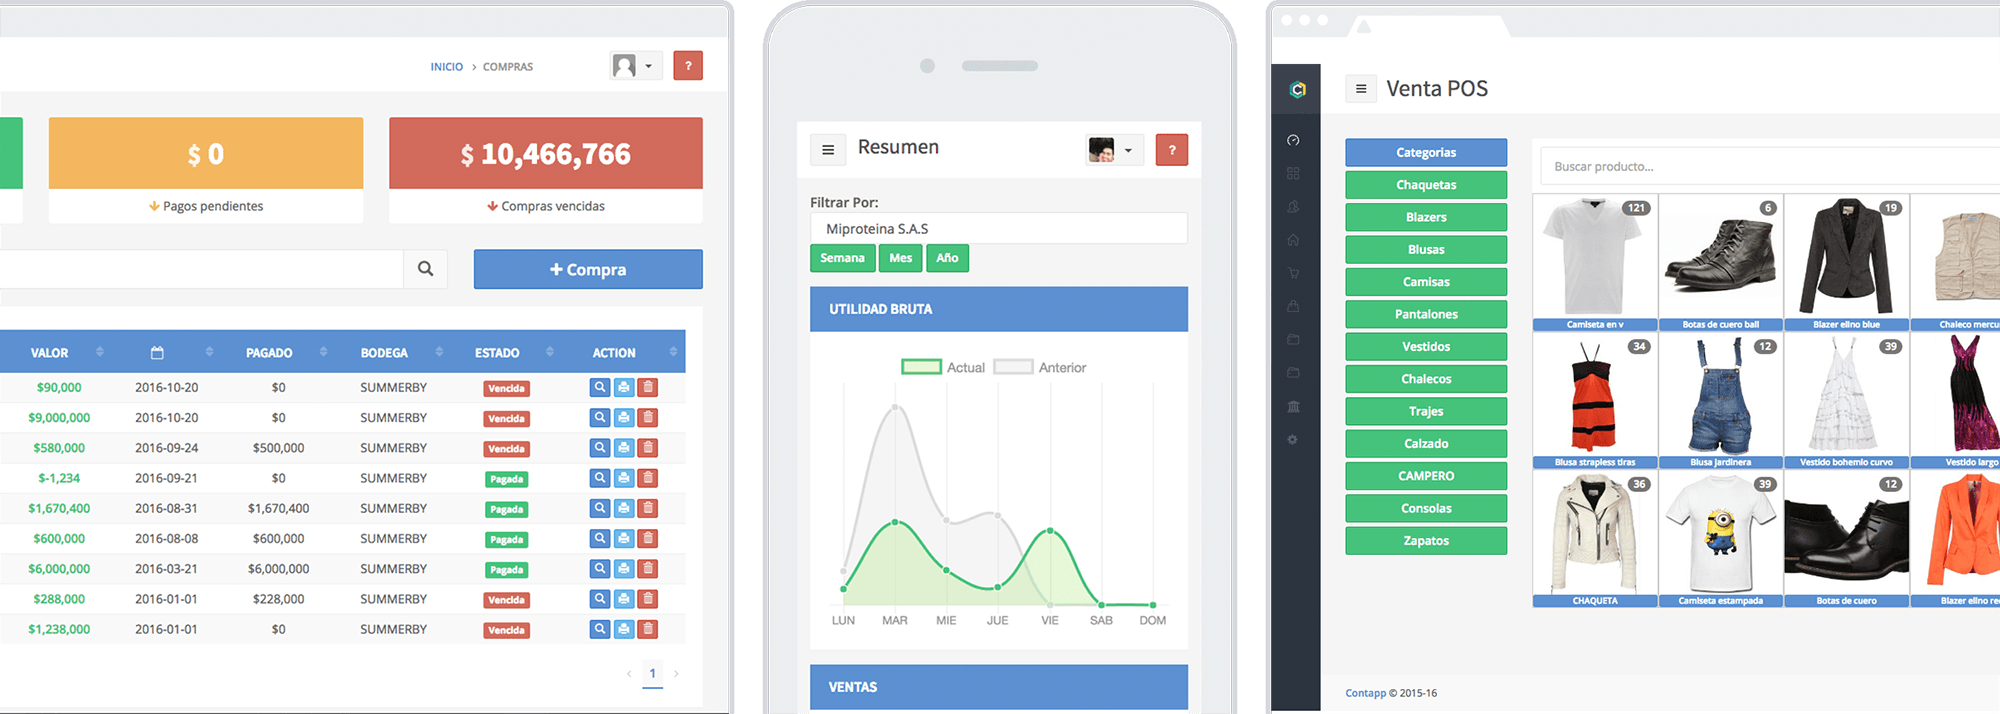 INICIO > COMPRAS
?
$ 0
Pagos pendientes
$ 10,466,766
Compras vencidas
+ Compra
VALOR PAGADO BODEGA ESTADO ACTION
$90,000 2016-10-20 $0 SUMMERBY Vencida
$9,000,000 2016-10-20 $0 SUMMERBY Vencida
$580,000 2016-09-24 $500,000 SUMMERBY Vencida
$-1,234 2016-09-21 $0 SUMMERBY Pagada
$1,670,400 2016-08-31 $1,670,400 SUMMERBY Pagada
$600,000 2016-08-08 $600,000 SUMMERBY Pagada
$6,000,000 2016-03-21 $6,000,000 SUMMERBY Pagada
$288,000 2016-01-01 $228,000 SUMMERBY Vencida
$1,238,000 2016-01-01 $0 SUMMERBY Vencida
‹ 1 ›
Resumen
?
Filtrar Por:
Miproteina S.A.S
Semana Mes Año
UTILIDAD BRUTA
Actual Anterior
LUN MAR MIE JUE VIE SAB DOM
VENTAS
Venta POS
Categorias
Chaquetas
Blazers
Blusas
Camisas
Pantalones
Vestidos
Chalecos
Trajes
Calzado
CAMPERO
Consolas
Zapatos
Buscar producto...
121 6 19
Camiseta en v Botas de cuero ball Blazer elino blue Chaleco mercu
34 12 39
Blusa strapless tiras Blusa jardinera Vestido bohemio curvo Vestido largo
36 39 12
CHAQUETA Camiseta estampada Botas de cuero Blazer elino re
Contapp © 2015-16